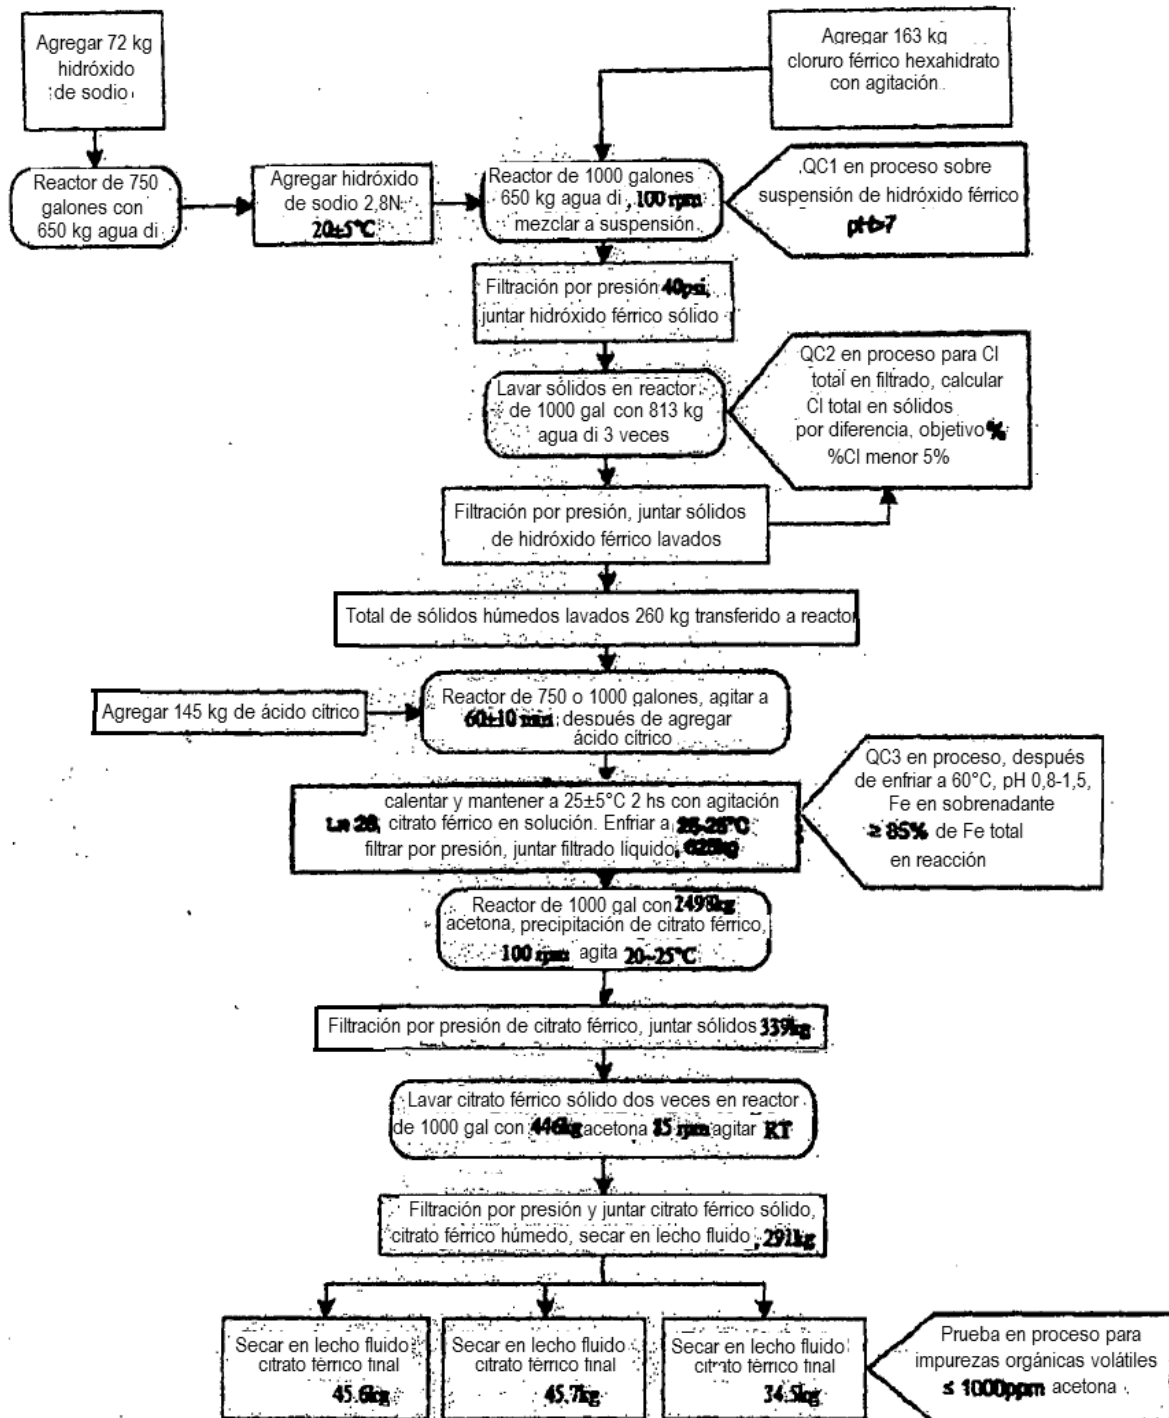 Agregar 72 kg
hidróxido
de sodio
Agregar 163 kg
cloruro férrico hexahidrato
con agitación
Reactor de 750
galones con
650 kg agua di
Agregar hidróxido
de sodio 2,8N
20±5°C
Reactor de 1000 galones
650 kg agua di, 100 rpm
mezclar a suspensión
QC1 en proceso sobre
suspensión de hidróxido férrico
pH>7
Filtración por presión 40psi,
juntar hidróxido férrico sólido
Lavar sólidos en reactor
de 1000 gal con 813 kg
agua di 3 veces
QC2 en proceso para Cl
total en filtrado, calcular
Cl total en sólidos
por diferencia, objetivo %
%Cl menor 5%
Filtración por presión, juntar sólidos
de hidróxido férrico lavados
Total de sólidos húmedos lavados 260 kg transferido a reactor
Agregar 145 kg de ácido cítrico
Reactor de 750 o 1000 galones, agitar a
60±10 después de agregar
ácido cítrico
calentar y mantener a 25±5°C 2 hs con agitación
citrato férrico en solución. Enfriar a
filtrar por presión, juntar filtrado líquido,
QC3 en proceso, después
de enfriar a 60°C, pH 0,8-1,5,
Fe en sobrenadante
≥ 85% de Fe total
en reacción
Reactor de 1000 gal con 2498kg
acetona, precipitación de citrato férrico,
100 rpm agita 20~25°C
Filtración por presión de citrato férrico, juntar sólidos 339kg
Lavar citrato férrico sólido dos veces en reactor
de 1000 gal con 446kg acetona 85 rpm agitar RT
Filtración por presión y juntar citrato férrico sólido,
citrato férrico húmedo, secar en lecho fluido, 291kg
Secar en lecho fluido
citrato férrico final
45.6kg
Secar en lecho fluido
citrato férrico final
45.7kg
Secar en lecho fluido
citrato férrico final
34.5kg
Prueba en proceso para
impurezas orgánicas volátiles
≤ 1000ppm acetona